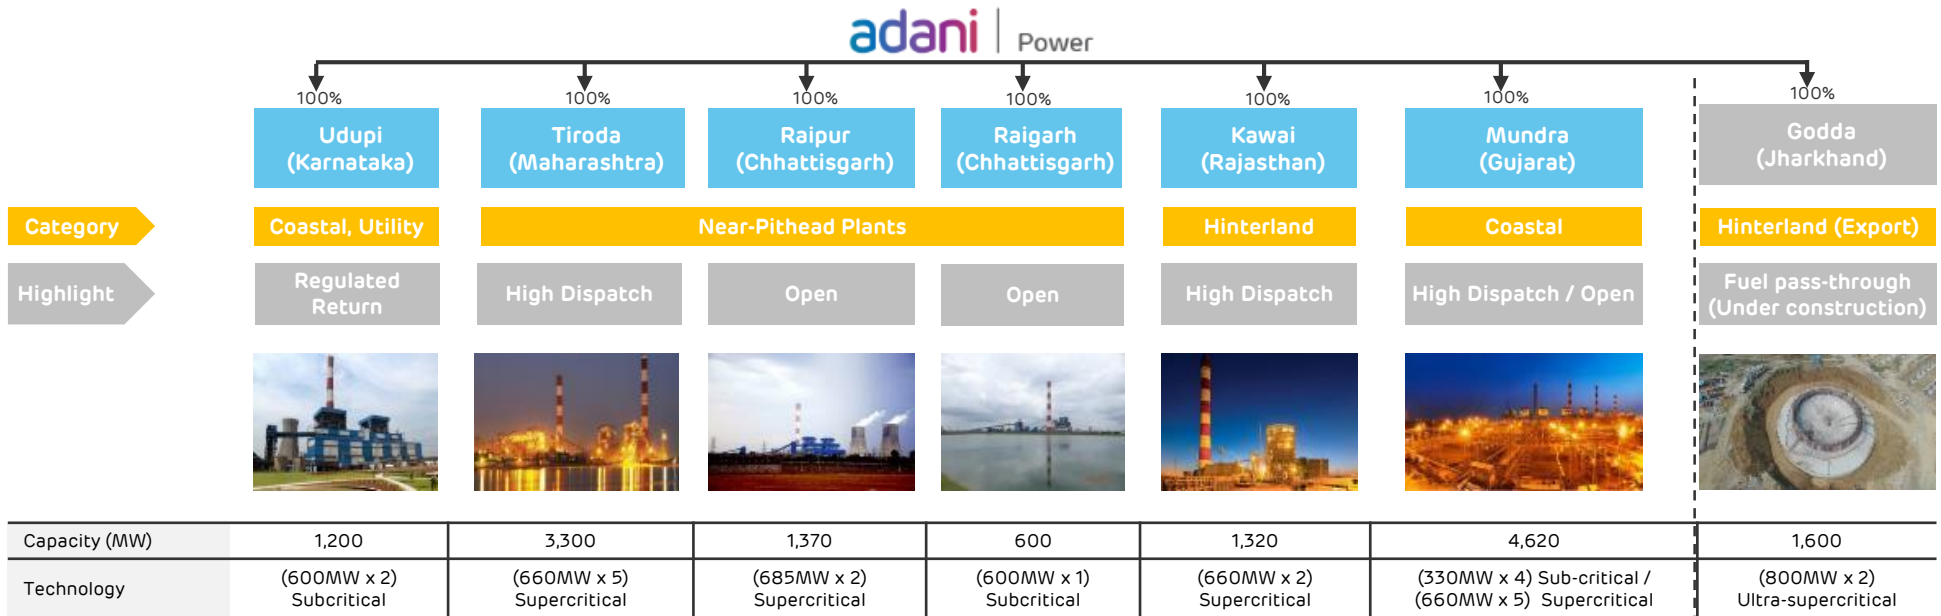 adani | Power
100% 100% 100% 100% 100% 100% 100%
Udupi
(Karnataka)
Tiroda
(Maharashtra)
Raipur
(Chhattisgarh)
Raigarh
(Chhattisgarh)
Kawai
(Rajasthan)
Mundra
(Gujarat)
Godda
(Jharkhand)
Category
Coastal, Utility
Near-Pithead Plants
Hinterland
Coastal
Hinterland (Export)
Highlight
Regulated
Return
High Dispatch
Open
Open
High Dispatch
High Dispatch / Open
Fuel pass-through
(Under construction)
Capacity (MW) 1,200 3,300 1,370 600 1,320 4,620 1,600
Technology
(600MW x 2)
Subcritical
(660MW x 5)
Supercritical
(685MW x 2)
Supercritical
(600MW x 1)
Subcritical
(660MW x 2)
Supercritical
(330MW x 4) Sub-critical /
(660MW x 5) Supercritical
(800MW x 2)
Ultra-supercritical